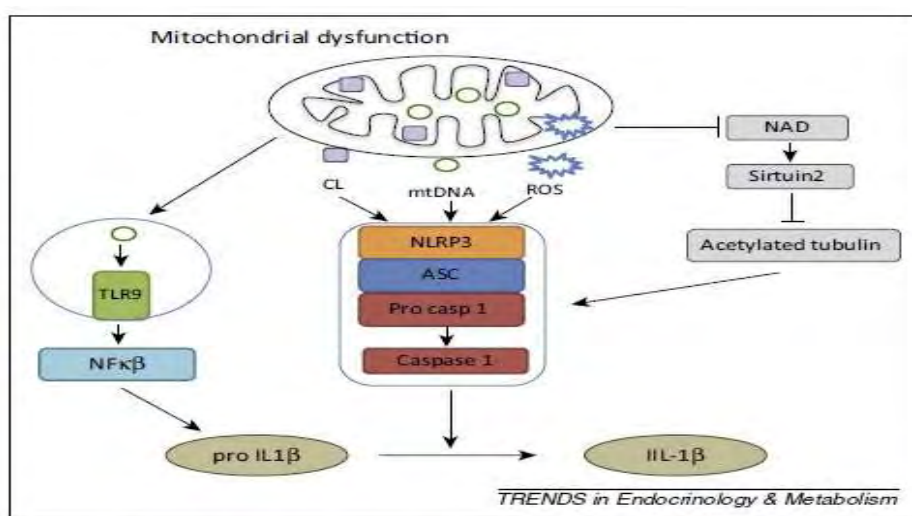 Mitochondrial dysfunction
NAD
Sirtuin2
Acetylated tubulin
CL
mtDNA
ROS
NLRP3
ASC
Pro casp 1
Caspase 1
TLR9
NFκβ
pro IL1β
IIL-1β
TRENDS in Endocrinology & Metabolism